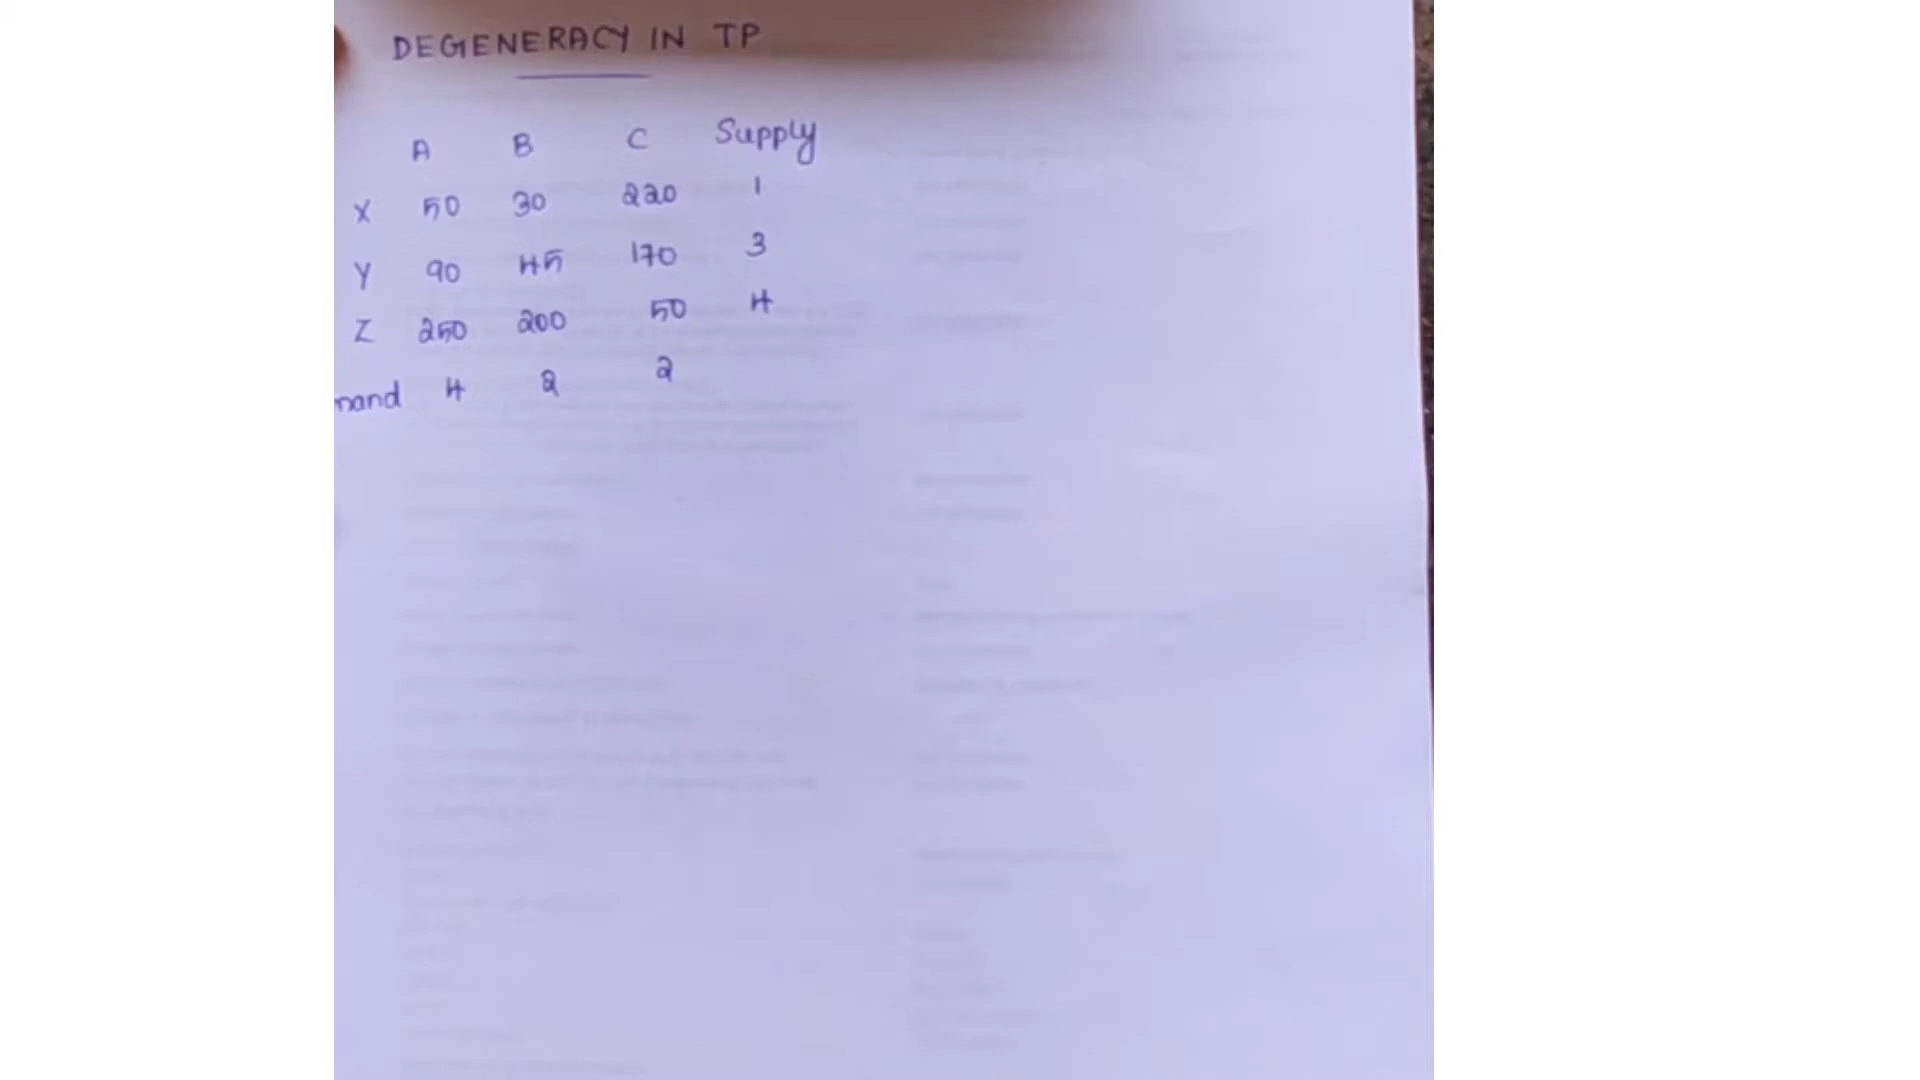 DEGENERACY IN TP
A B C Supply
X 50 30 220 1
Y 90 45 170 3
Z 250 200 50 4
mand 4 2 2